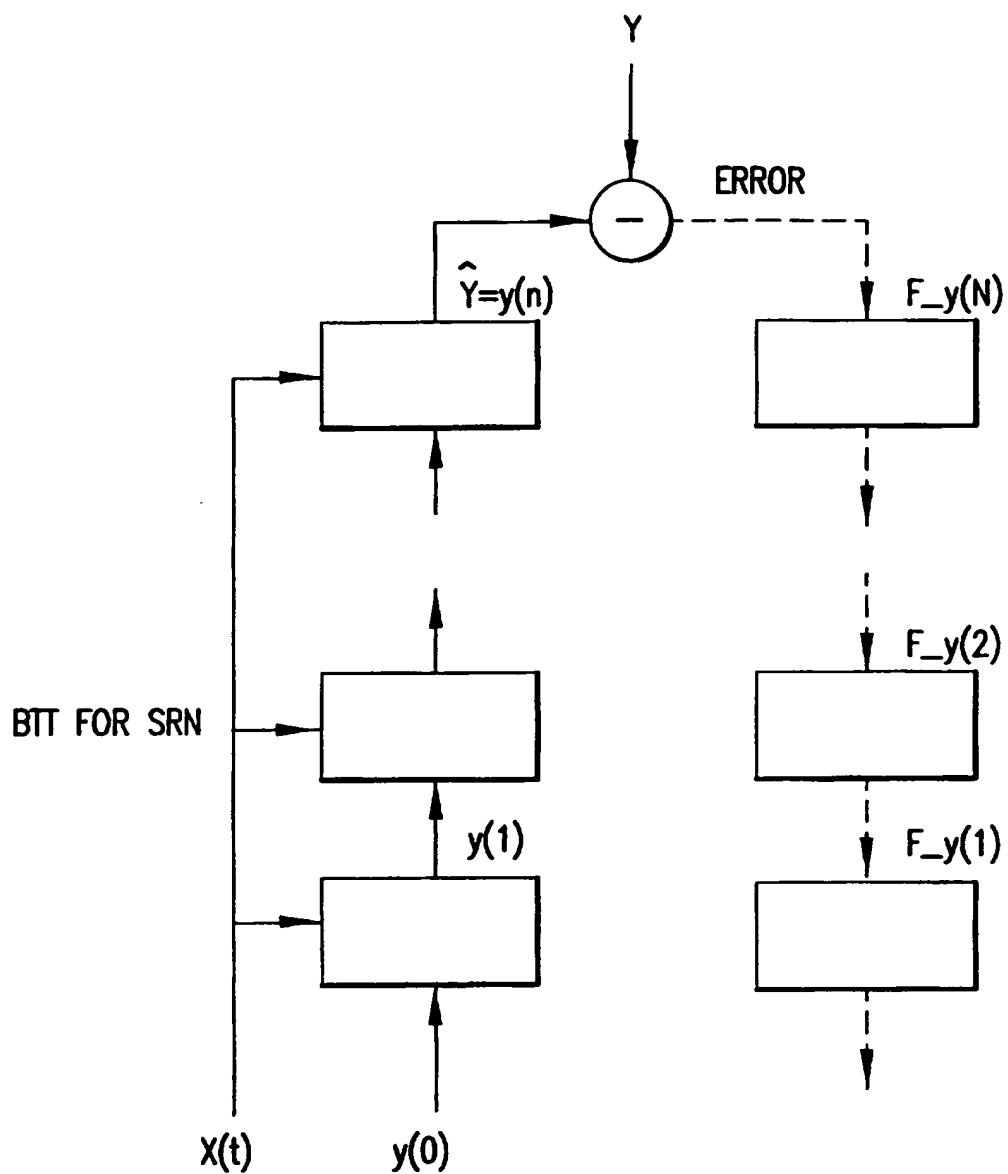 Y
ERROR
−
Ŷ=y(n)
F_y(N)
F_y(2)
BTT FOR SRN
y(1)
F_y(1)
X(t)
y(0)